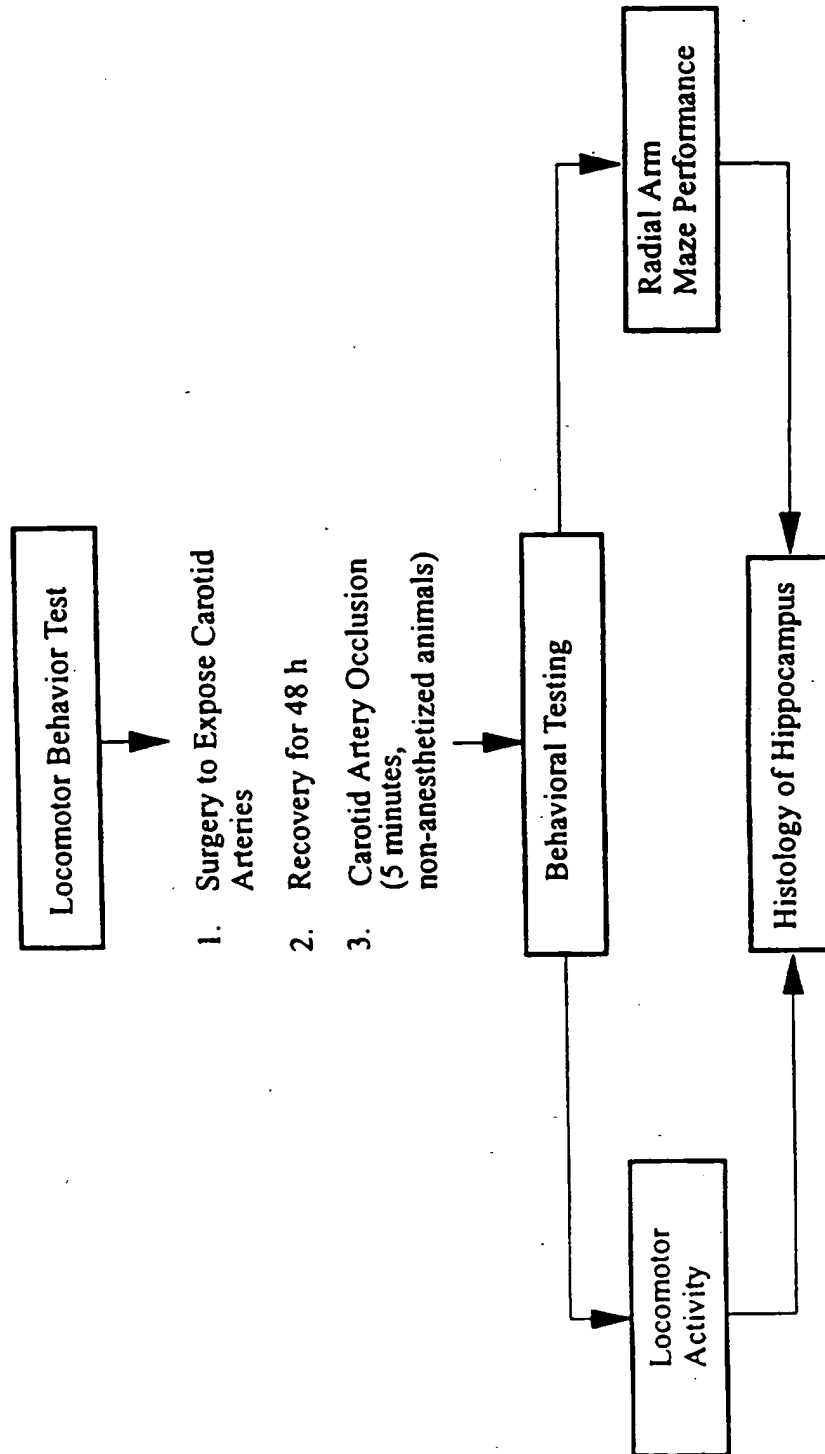 Locomotor Behavior Test
1. Surgery to Expose Carotid
Arteries
2. Recovery for 48 h
3. Carotid Artery Occlusion
(5 minutes,
non-anesthetized animals)
Behavioral Testing
Locomotor
Activity
Radial Arm
Maze Performance
Histology of Hippocampus